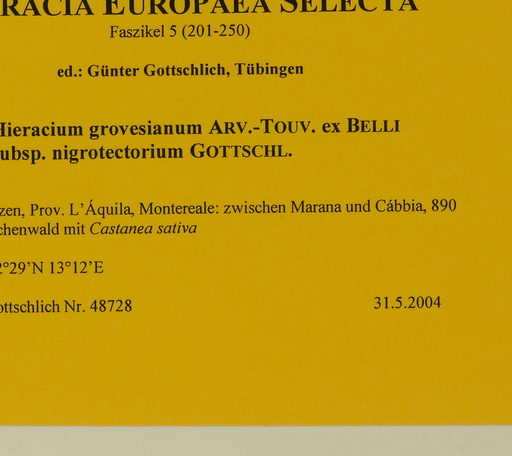 RACIA EUROPAEA SELECTA
Faszikel 5 (201-250)
ed.: Günter Gottschlich, Tübingen
Hieracium grovesianum ARV.-TOUV. ex BELLI
ubsp. nigrotectorium GOTTSCHL.
zen, Prov. L'Áquila, Montereale: zwischen Marana und Cábbia, 890
chenwald mit Castanea sativa
2°29'N 13°12'E
ottschlich Nr. 48728
31.5.2004